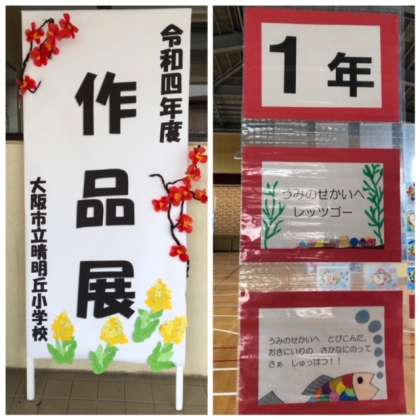 令和四年度
作品展
大阪市立晴明丘小学校
1年
うみのせかいへ
レッツゴー
うみのせかいへ とびこんだ。
おきにいりの さかなにのって
さぁ しゅっぱつ！！